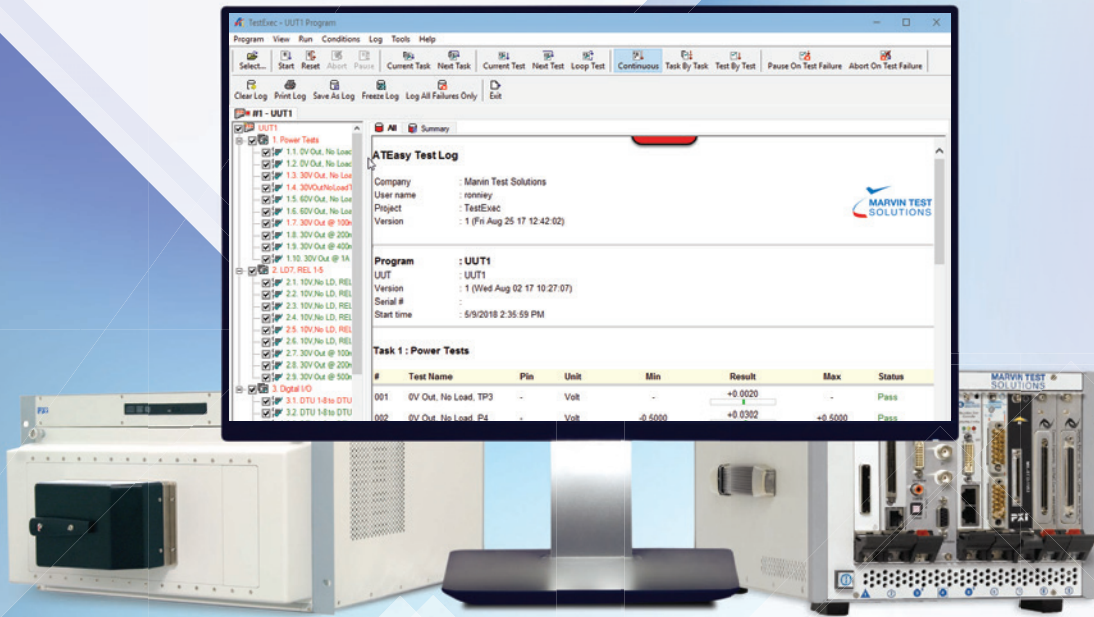 TestExec - UUT1 Program
Program View Run Conditions Log Tools Help
Select... Start Reset Abort Pause Current Task Next Task Current Test Next Test Loop Test Continuous Task By Task Test By Test Pause On Test Failure Abort On Test Failure
Clear Log Print Log Save As Log Freeze Log Log All Failures Only Exit
#1 - UUT1
UUT1
1. Power Tests
1.1. 0V Out, No Load
1.2. 0V Out, No Load
1.3. 30V Out, No Loa
1.4. 30VOutNoLoadT
1.5. 60V Out, No Loa
1.6. 60V Out, No Loa
1.7. 30V Out @ 100m
1.8. 30V Out @ 200m
1.9. 30V Out @ 400m
1.10. 30V Out @ 1A
2. LD7, REL 1-5
2.1. 10V,No LD, REL
2.2. 10V,No LD, REL
2.3. 10V,No LD, REL
2.4. 10V,No LD, REL
2.5. 10V,No LD, REL
2.6. 10V,No LD, REL
2.7. 30V Out @ 100m
2.8. 30V Out @ 200m
2.9. 30V Out @ 500m
3. Digital I/O
3.1. DTU 1-8 to DTU
3.2. DTU 1-8 to DTU
All Summary
ATEasy Test Log
Company : Marvin Test Solutions
User name : ronniey
Project : TestExec
Version : 1 (Fri Aug 25 17 12:42:02)
MARVIN TEST
SOLUTIONS
Program : UUT1
UUT : UUT1
Version : 1 (Wed Aug 02 17 10:27:07)
Serial # :
Start time : 5/9/2018 2:35:59 PM
Task 1 : Power Tests
# Test Name Pin Unit Min Result Max Status
001 0V Out, No Load, TP3 - Volt - +0.0020 - Pass
002 0V Out, No Load, P4 - Volt -0.5000 +0.0302 +0.5000 Pass
PXI
MARVIN TEST
SOLUTIONS
PXI